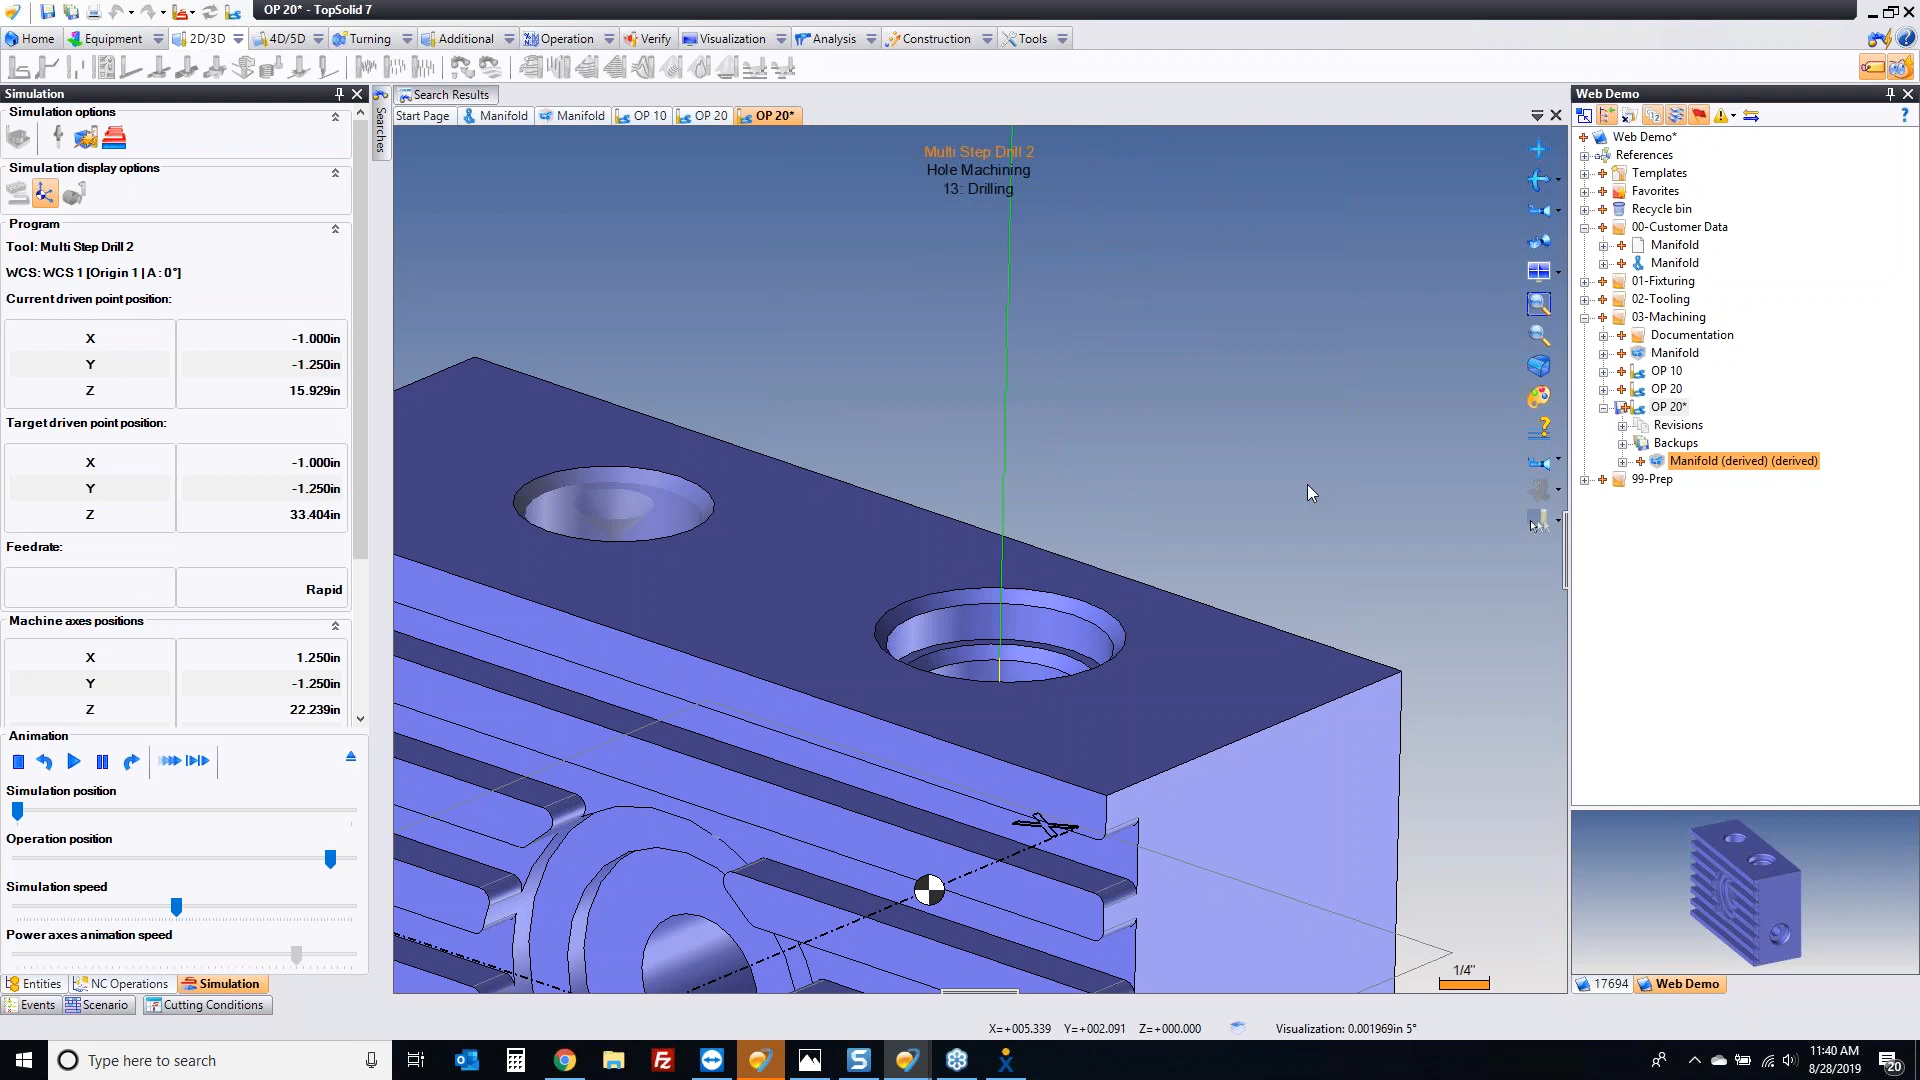 OP 20* - TopSolid 7
Home Equipment 2D/3D 4D/5D Turning Additional Operation Verify Visualization Analysis Construction Tools
Simulation
Simulation options
Simulation display options
Program
Tool: Multi Step Drill 2
WCS: WCS 1 [Origin 1 | A : 0°]
Current driven point position:
X -1.000in
Y -1.250in
Z 15.929in
Target driven point position:
X -1.000in
Y -1.250in
Z 33.404in
Feedrate:
Rapid
Machine axes positions
X 1.250in
Y -1.250in
Z 22.239in
Animation
Simulation position
Operation position
Simulation speed
Power axes animation speed
Entities NC Operations Simulation
Events Scenario Cutting Conditions
Searches
Search Results
Start Page Manifold Manifold OP 10 OP 20 OP 20*
Multi Step Drill 2
Hole Machining
13: Drilling
1/4"
X=+005.339 Y=+002.091 Z=+000.000 Visualization: 0.001969in 5°
Web Demo
Web Demo*
References
Templates
Favorites
Recycle bin
00-Customer Data
Manifold
Manifold
01-Fixturing
02-Tooling
03-Machining
Documentation
Manifold
OP 10
OP 20
OP 20*
Revisions
Backups
Manifold (derived) (derived)
99-Prep
17694 Web Demo
Type here to search
11:40 AM
8/28/2019
20